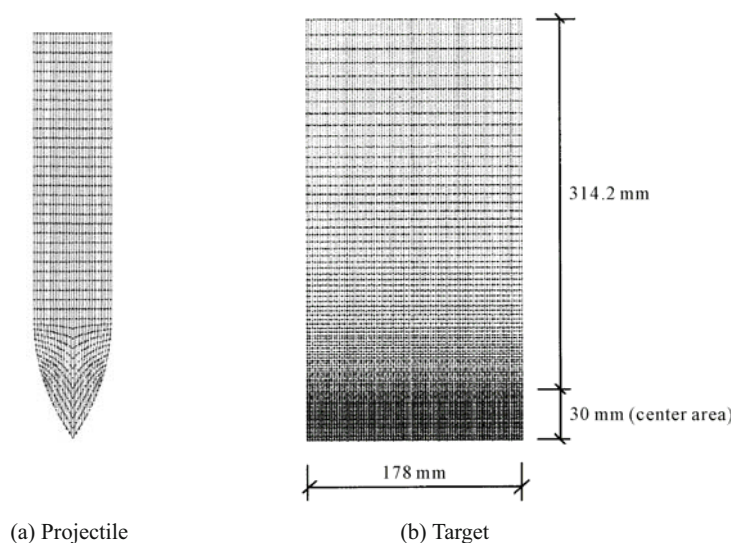 314.2 mm
30 mm (center area)
178 mm
(a) Projectile
(b) Target